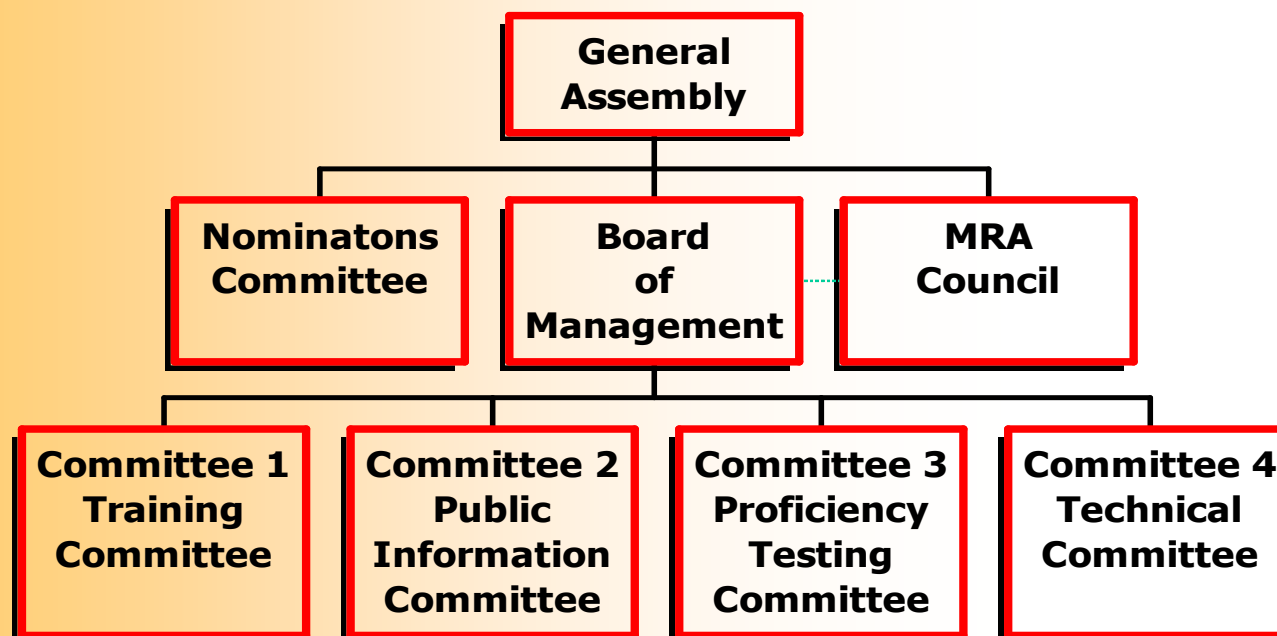 General
Assembly
Nominatons
Committee
Board
of
Management
MRA
Council
Committee 1
Training
Committee
Committee 2
Public
Information
Committee
Committee 3
Proficiency
Testing
Committee
Committee 4
Technical
Committee